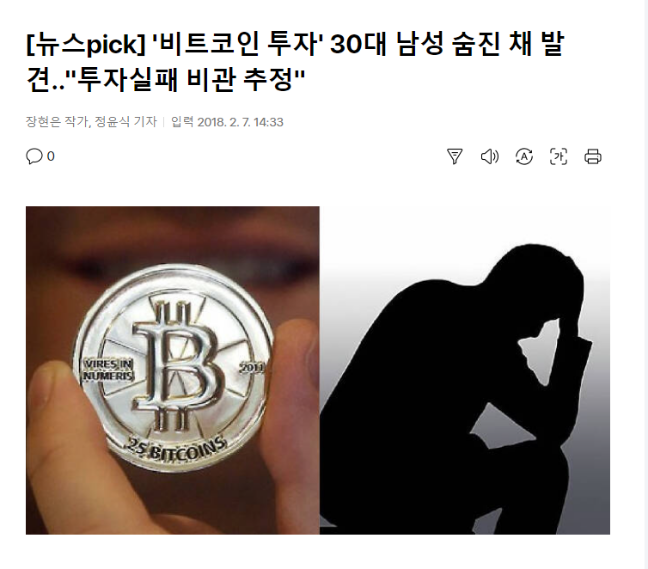 [뉴스pick] '비트코인 투자' 30대 남성 숨진 채 발
견.."투자실패 비관 추정"
장현은 작가, 정윤식 기자 | 입력 2018. 2. 7. 14:33
0
가
VIRES IN
NUMERIS
2011
25 BITCOINS